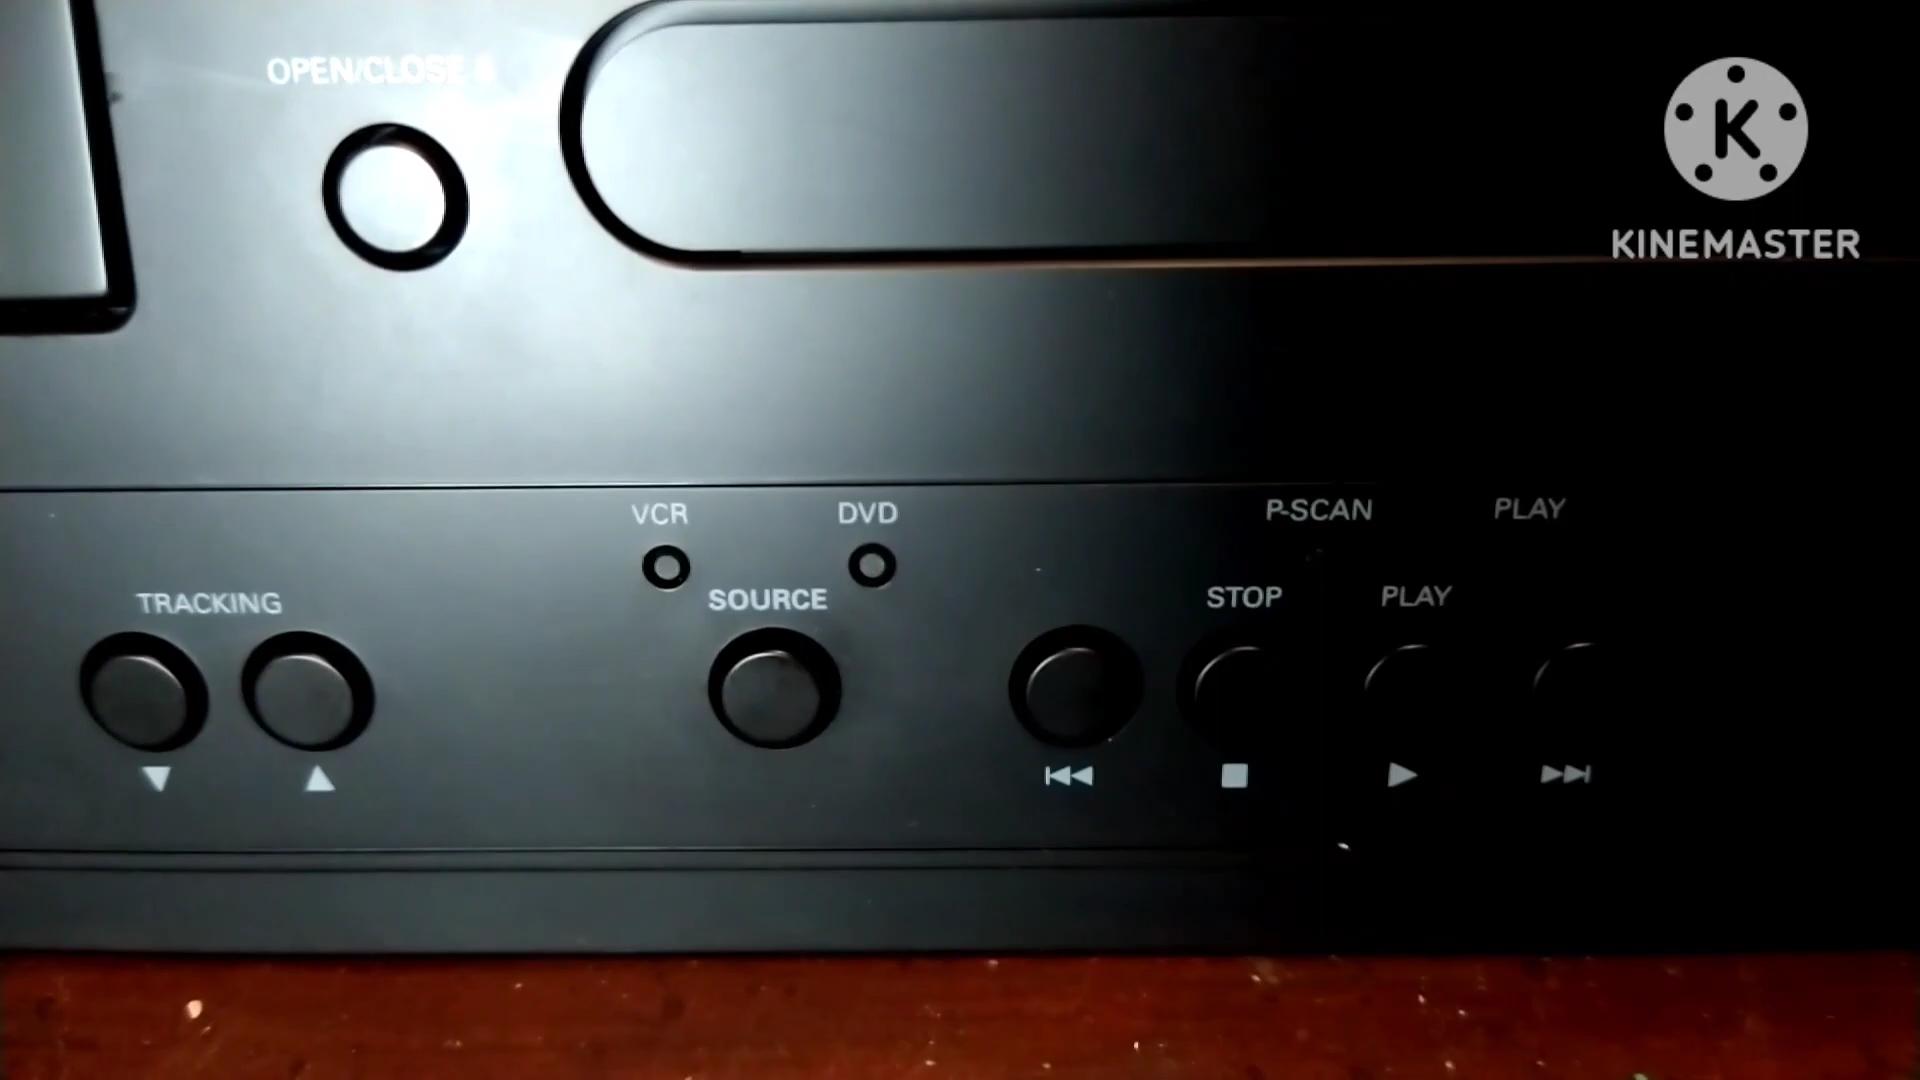 OPEN/CLOSE
K
KINEMASTER
VCR
DVD
P-SCAN
PLAY
TRACKING
SOURCE
STOP
PLAY